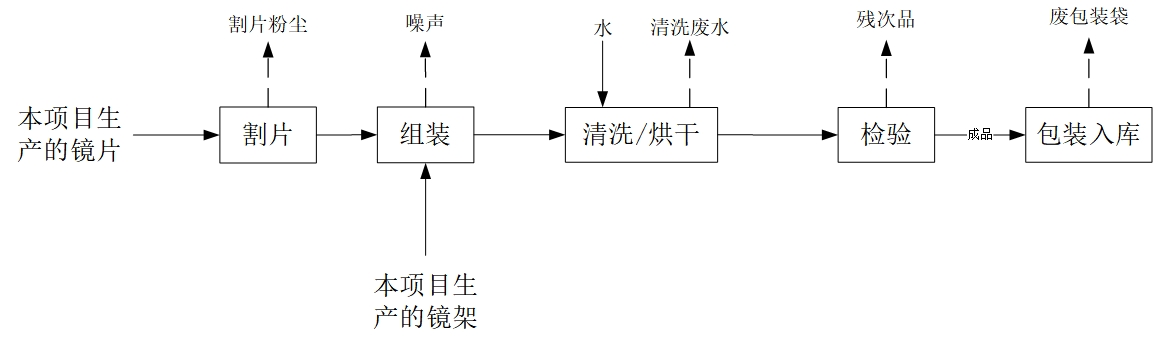 割片粉尘
噪声
水
清洗废水
残次品
废包装袋
本项目生
产的镜片
割片
组装
清洗/烘干
检验
成品
包装入库
本项目生
产的镜架